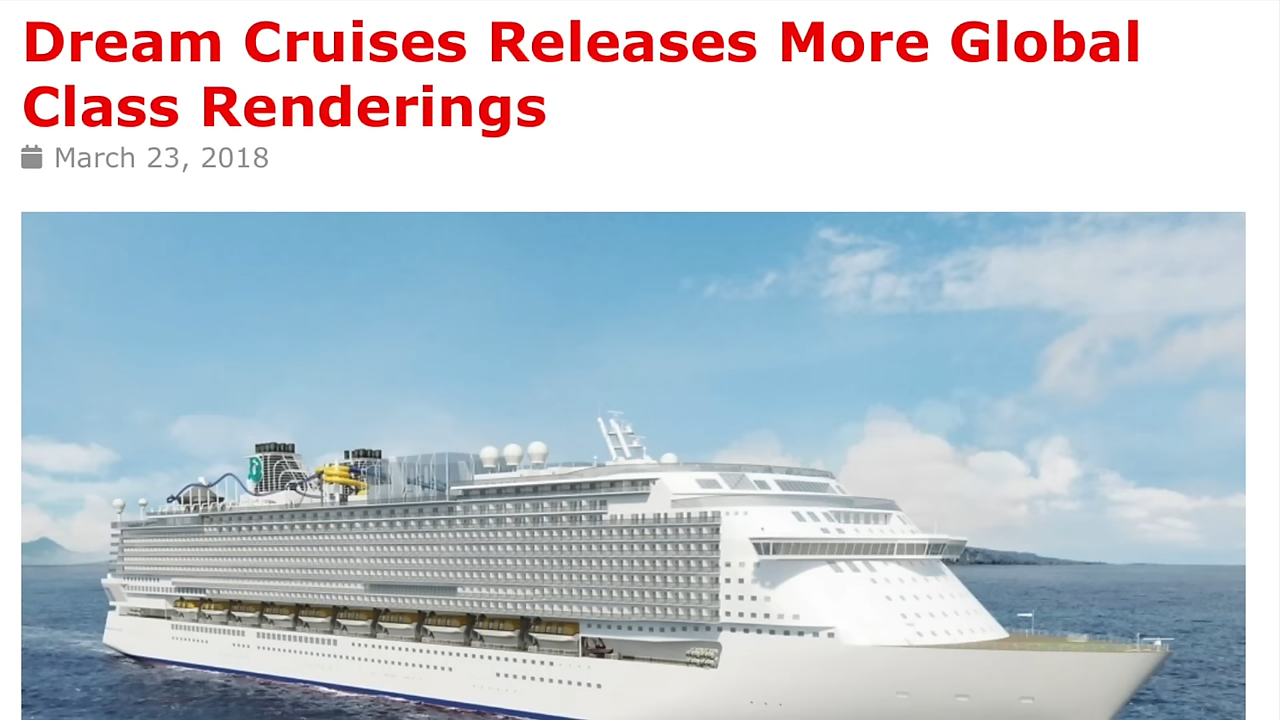 Dream Cruises Releases More Global
Class Renderings
March 23, 2018